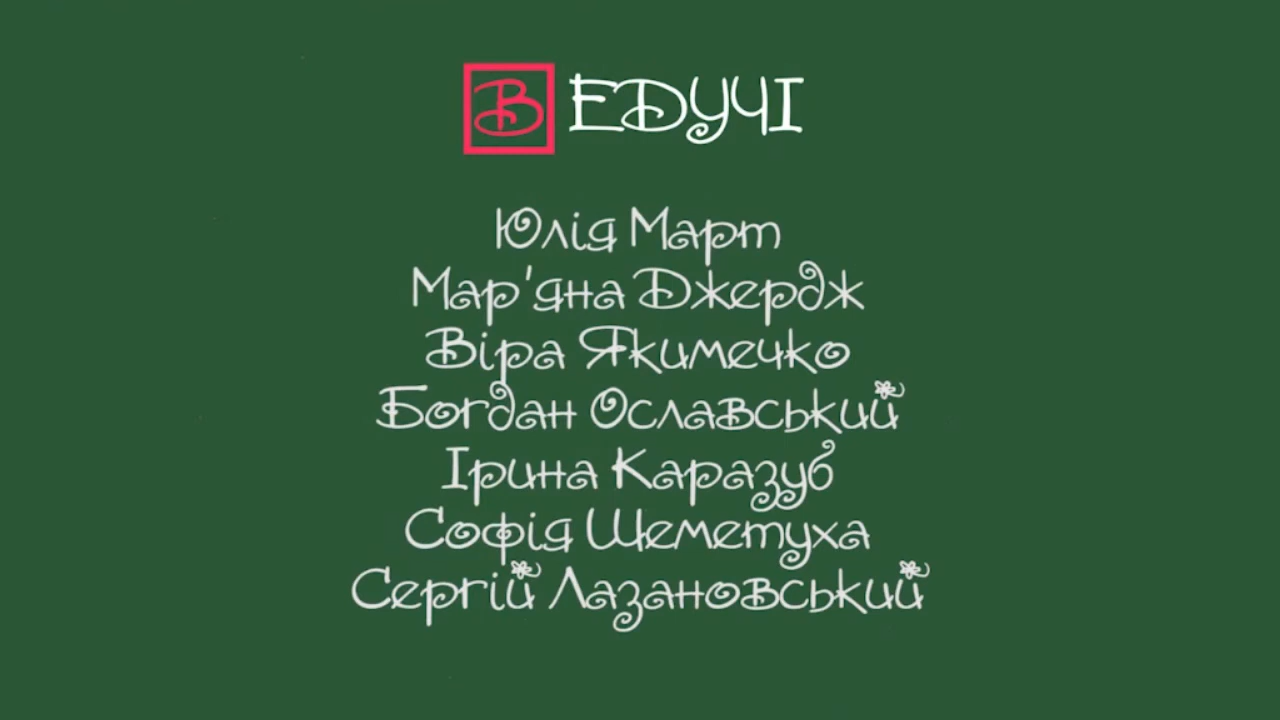 ВЕДУЧІ
Юлія Март
Мар'яна Джердж
Віра Якимечко
Богдан Ославський
Ірина Каразуб
Софія Шеметуха
Сергій Лазановський